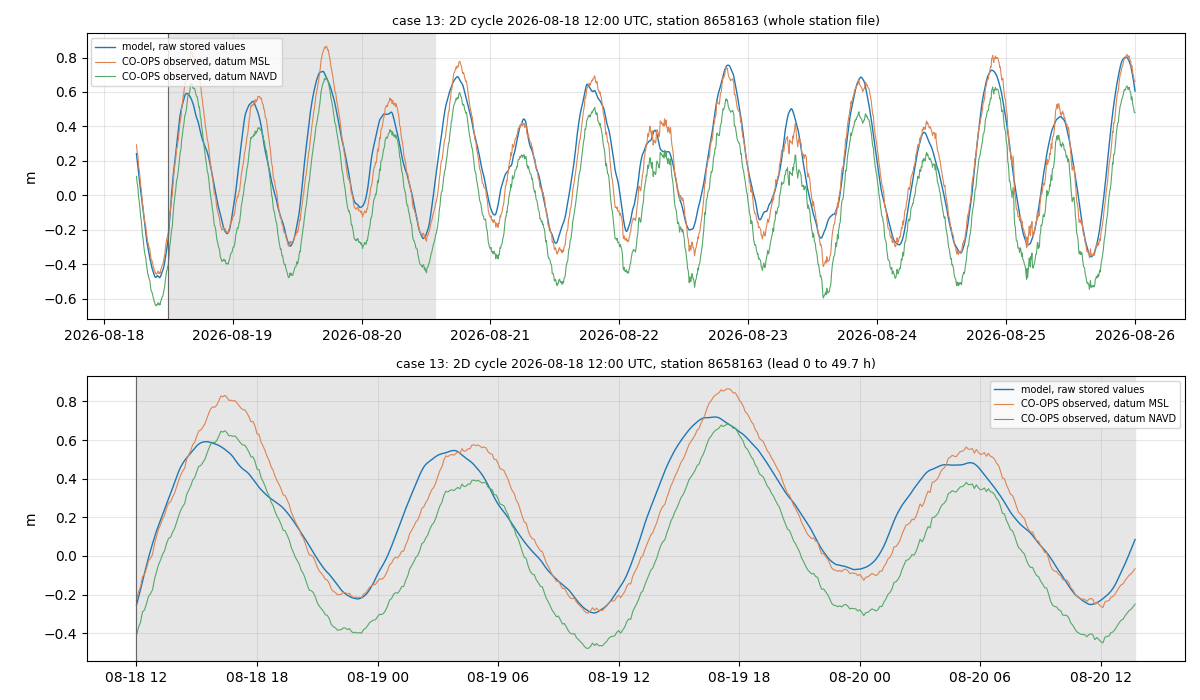 case 13: 2D cycle 2026-08-18 12:00 UTC, station 8658163 (whole station file)
model, raw stored values
CO-OPS observed, datum MSL
CO-OPS observed, datum NAVD
m
0.8
0.6
0.4
0.2
0.0
−0.2
−0.4
−0.6
2026-08-18 2026-08-19 2026-08-20 2026-08-21 2026-08-22 2026-08-23 2026-08-24 2026-08-25 2026-08-26
case 13: 2D cycle 2026-08-18 12:00 UTC, station 8658163 (lead 0 to 49.7 h)
model, raw stored values
CO-OPS observed, datum MSL
CO-OPS observed, datum NAVD
m
0.8
0.6
0.4
0.2
0.0
−0.2
−0.4
08-18 12 08-18 18 08-19 00 08-19 06 08-19 12 08-19 18 08-20 00 08-20 06 08-20 12